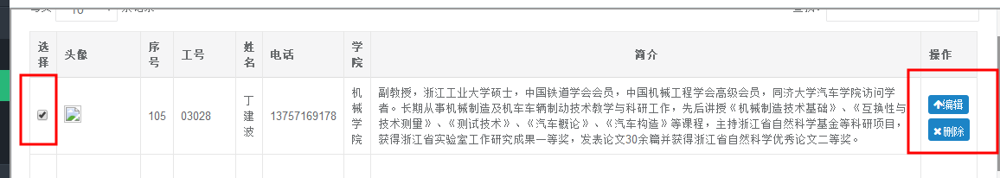 10
选择 头像 序号 工号 姓名 电话 学院 简介 操作
105 03028 丁建波 13757169178 机械学院
副教授，浙江工业大学硕士，中国铁道学会会员，中国机械工程学会高级会员，同济大学汽车学院访问学
者。长期从事机械制造及机车车辆制动技术教学与科研工作，先后讲授《机械制造技术基础》、《互换性与
技术测量》、《测试技术》、《汽车概论》、《汽车构造》等课程，主持浙江省自然科学基金等科研项目，
获得浙江省实验室工作研究成果一等奖，发表论文30余篇并获得浙江省自然科学优秀论文二等奖。
编辑
删除